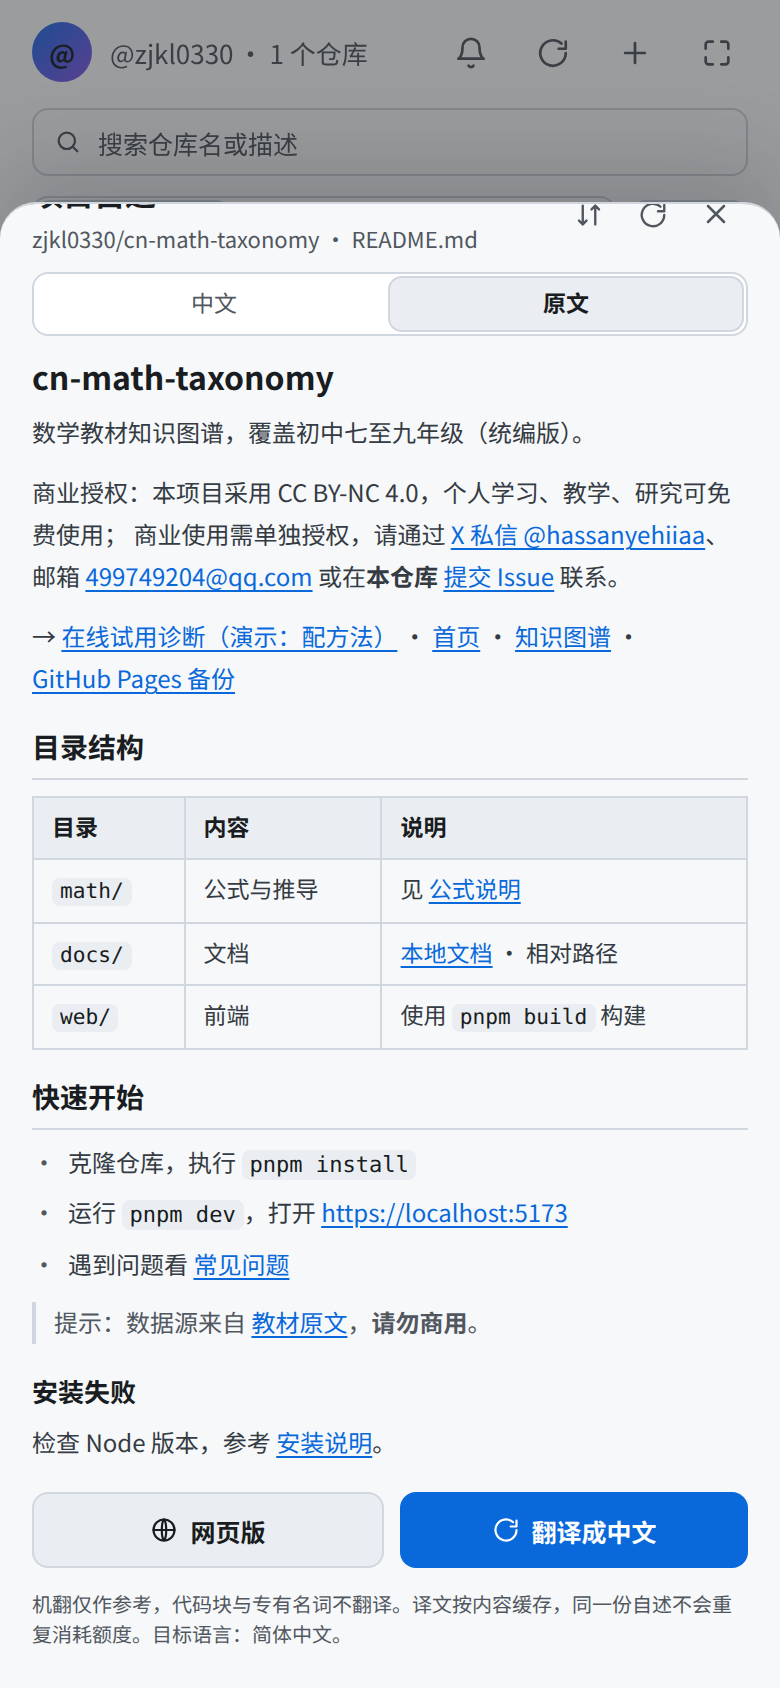 @ @zjkl0330 · 1 个仓库
搜索仓库名或描述
zjkl0330/cn-math-taxonomy · README.md
中文 原文
cn-math-taxonomy
数学教材知识图谱，覆盖初中七至九年级（统编版）。
商业授权：本项目采用 CC BY-NC 4.0，个人学习、教学、研究可免
费使用； 商业使用需单独授权，请通过 X 私信 @hassanyehiiaa、
邮箱 499749204@qq.com 或在本仓库 提交 Issue 联系。
→ 在线试用诊断（演示：配方法） · 首页 · 知识图谱 ·
GitHub Pages 备份
目录结构
目录 内容 说明
math/ 公式与推导 见 公式说明
docs/ 文档 本地文档 · 相对路径
web/ 前端 使用 pnpm build 构建
快速开始
· 克隆仓库，执行 pnpm install
· 运行 pnpm dev，打开 https://localhost:5173
· 遇到问题看 常见问题
提示：数据源来自 教材原文，请勿商用。
安装失败
检查 Node 版本，参考 安装说明。
网页版 翻译成中文
机翻仅作参考，代码块与专有名词不翻译。译文按内容缓存，同一份自述不会重
复消耗额度。目标语言：简体中文。